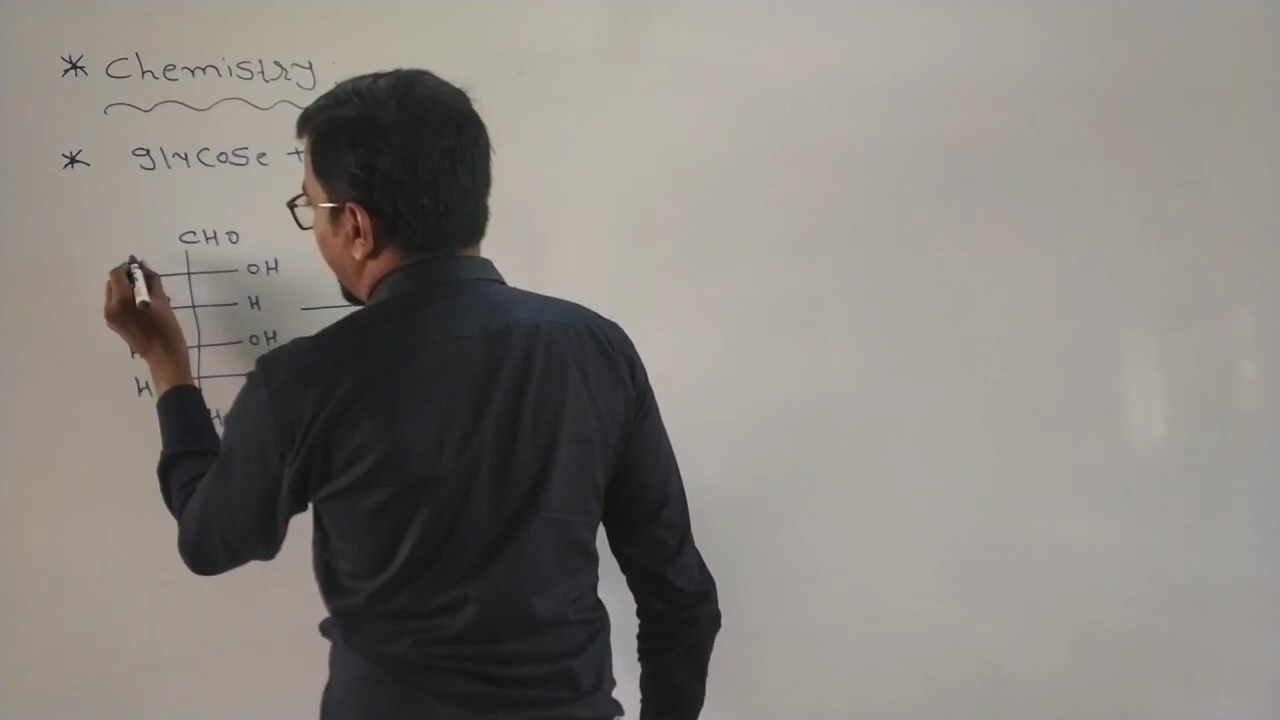 * Chemistry
* glycose +
CHO
OH
H
OH
H
H